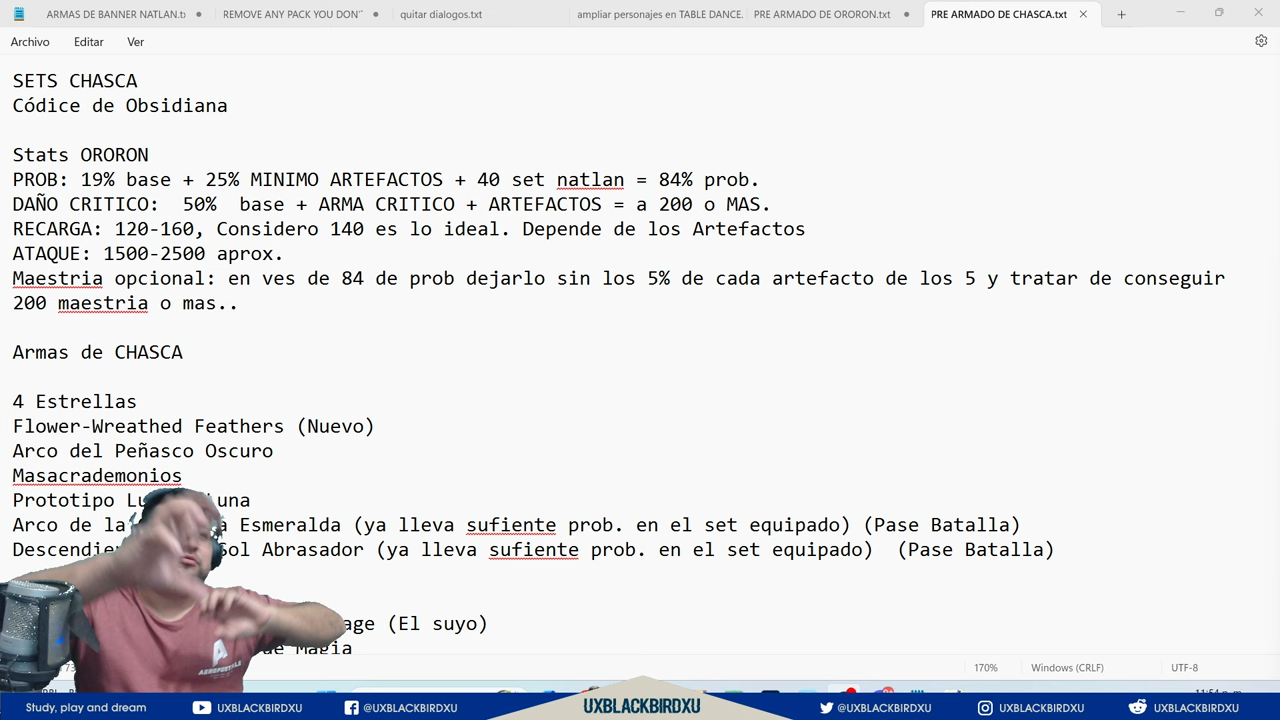 ARMAS DE BANNER NATLAN.t
REMOVE ANY PACK YOU DON'
quitar dialogos.txt
ampliar personajes en TABLE DANCE.
PRE ARMADO DE ORORON.txt
PRE ARMADO DE CHASCA.txt
Archivo
Editar
Ver
SETS CHASCA
Códice de Obsidiana
Stats ORORON
PROB: 19% base + 25% MINIMO ARTEFACTOS + 40 set natlan = 84% prob.
DAÑO CRITICO:  50%  base + ARMA CRITICO + ARTEFACTOS = a 200 o MAS.
RECARGA: 120-160, Considero 140 es lo ideal. Depende de los Artefactos
ATAQUE: 1500-2500 aprox.
Maestria opcional: en ves de 84 de prob dejarlo sin los 5% de cada artefacto de los 5 y tratar de conseguir
200 maestria o mas..
Armas de CHASCA
4 Estrellas
Flower-Wreathed Feathers (Nuevo)
Arco del Peñasco Oscuro
Masacrademonios
Prototipo Lu una
Arco de la a Esmeralda (ya lleva sufiente prob. en el set equipado) (Pase Batalla)
Descendien Sol Abrasador (ya lleva sufiente prob. en el set equipado)  (Pase Batalla)
age (El suyo)
de Magia
170%
Windows (CRLF)
UTF-8
AEROPOSTALE
Study, play and dream
UXBLACKBIRDXU
@UXBLACKBIRDXU
UXBLACKBIRDXU
@UXBLACKBIRDXU
UXBLACKBIRDXU
UXBLACKBIRDXU